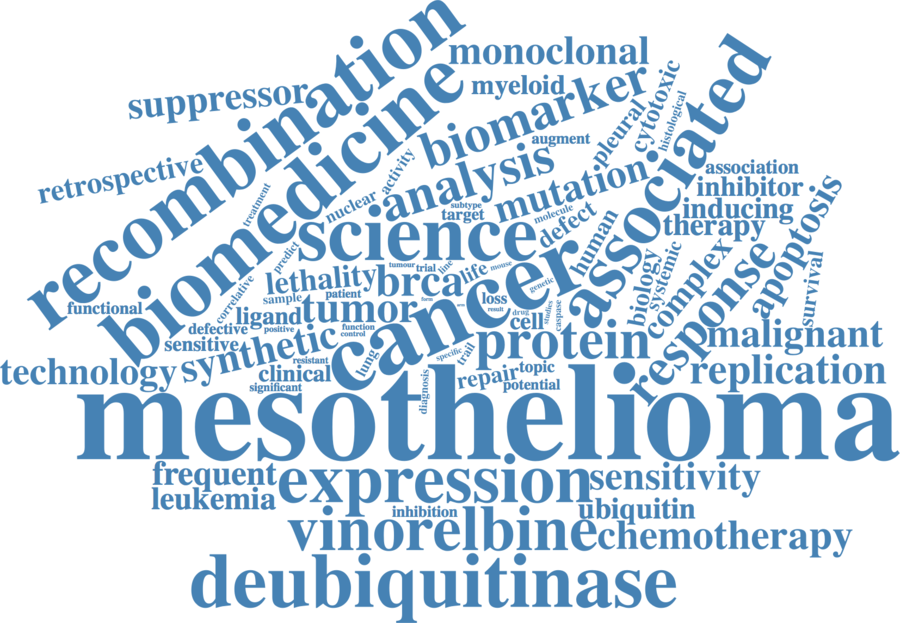 recombination
monoclonal
suppressor
myeloid
biomedicine
biomarker
associated
cytotoxic
pleural
histological
augment
retrospective
activity
analysis
mutation
association
treatment
nuclear
subtype
target
molecule
inhibitor
apoptosis
inducing
therapy
science
defect
human
predict
cancer
lethality
tumour
trial
line
life
mouse
brca
genetic
biology
systemic
complex
response
survival
correlative
sample
patient
farm
loss
result
drug
studies
caspase
functional
ligand
tumor
cell
defective
positive
function
control
sensitive
synthetic
protein
malignant
technology
resistant
lung
specific
trail
clinical
significant
diagnosis
repair
topic
potential
replication
mesothelioma
frequent
expression
sensitivity
leukemia
inhibition
ubiquitin
vinorelbine
chemotherapy
deubiquitinase